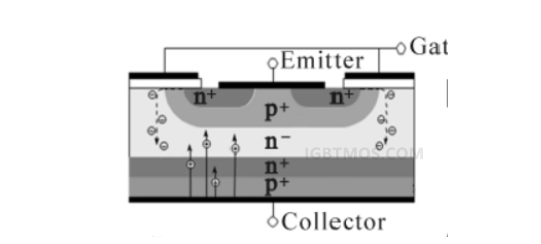 Gat
Emitter
n⁺ n⁺
p⁺
n⁻
IGBTMOS.COM
n⁺
p⁺
Collector